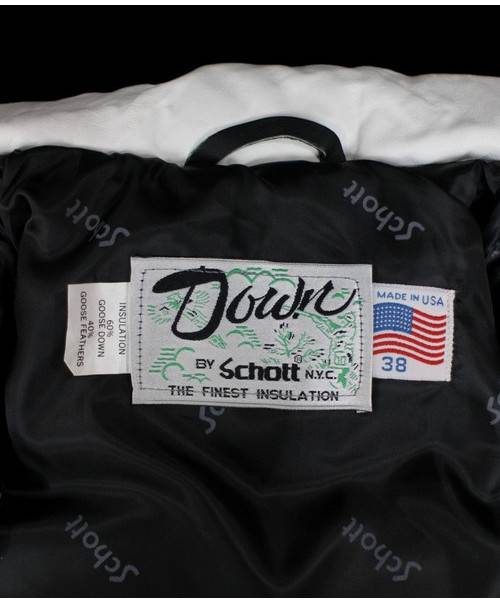 Schott
Schott
INSULATION
60%
GOOSE DOWN
40%
GOOSE FEATHERS
Down
BY Schott® N.Y.C.
THE FINEST INSULATION
MADE IN USA
38
Schott
Schott
Schott